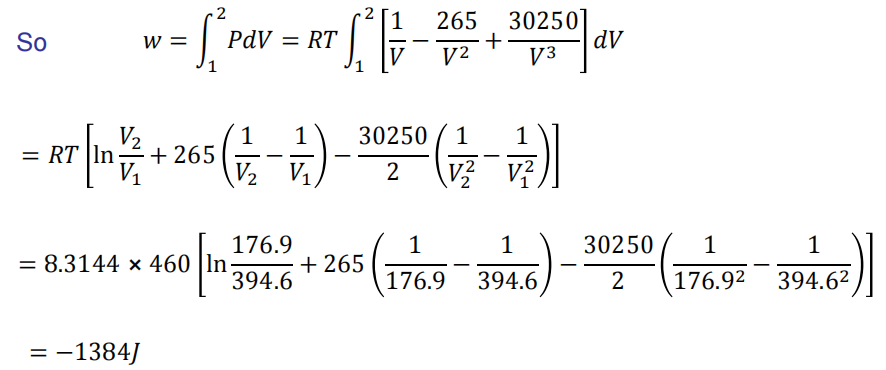 So w = ∫₁² PdV = RT ∫₁² [1/V − 265/V² + 30250/V³] dV
= RT [ln V₂/V₁ + 265 (1/V₂ − 1/V₁) − 30250/2 (1/V₂² − 1/V₁²)]
= 8.3144 × 460 [ln 176.9/394.6 + 265 (1/176.9 − 1/394.6) − 30250/2 (1/176.9² − 1/394.6²)]
= −1384J